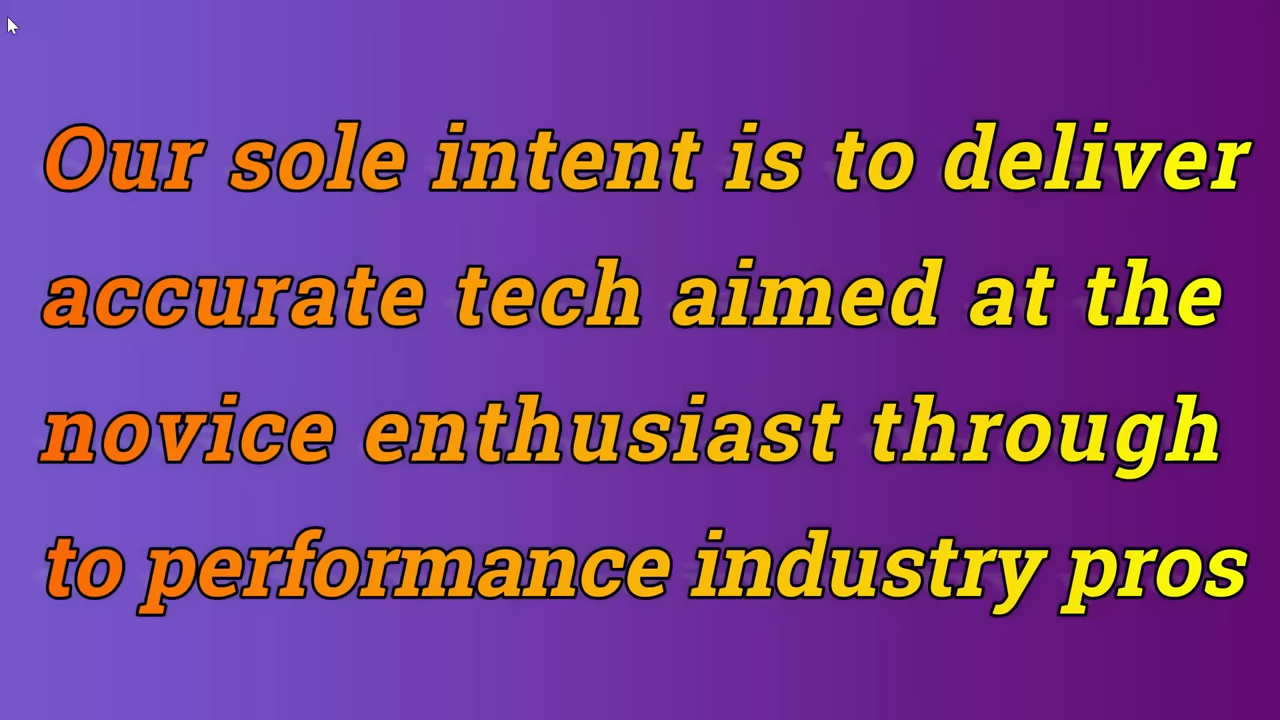 Our sole intent is to deliver
accurate tech aimed at the
novice enthusiast through
to performance industry pros